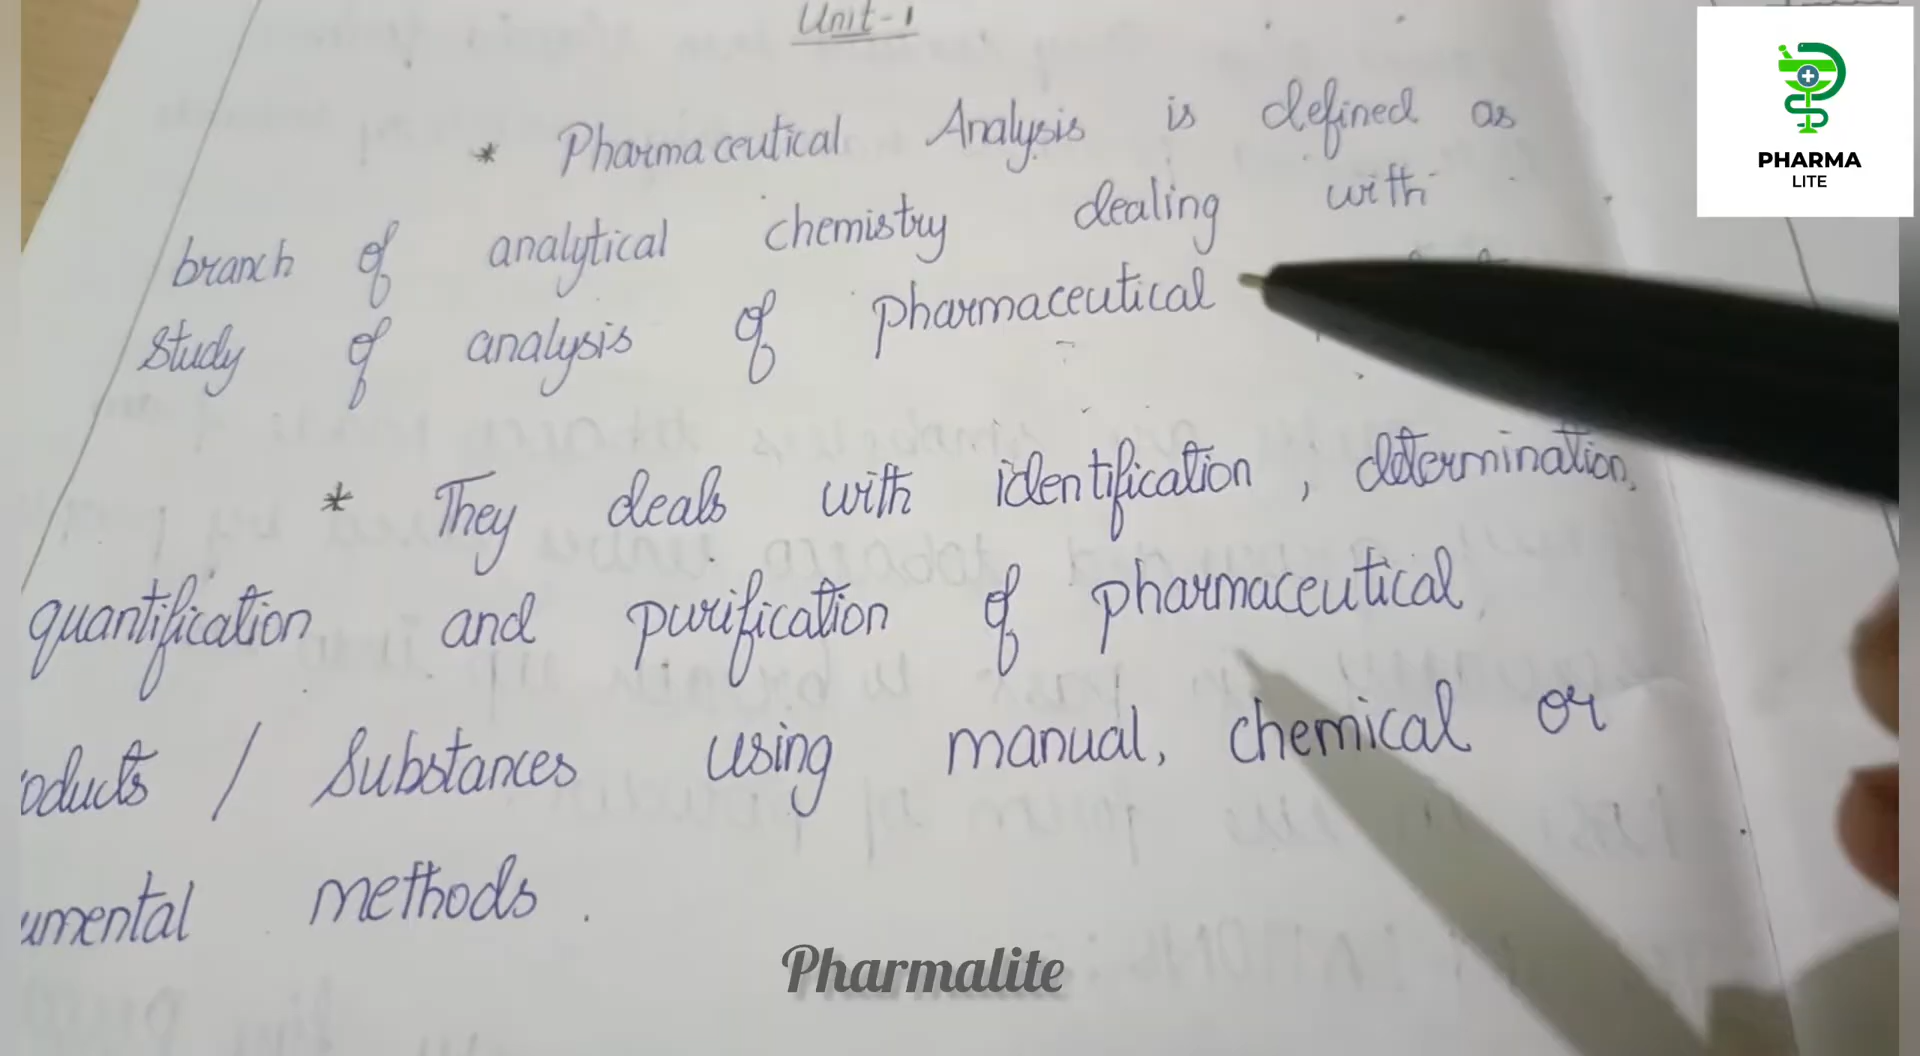 Unit-1
* Pharmaceutical Analysis is defined as
branch of analytical chemistry dealing with
study of analysis of pharmaceutical
* They deals with identification, determination,
quantification and purification of pharmaceutical
oducts / Substances using manual, chemical or
umental methods.
PHARMA
LITE
Pharmalite